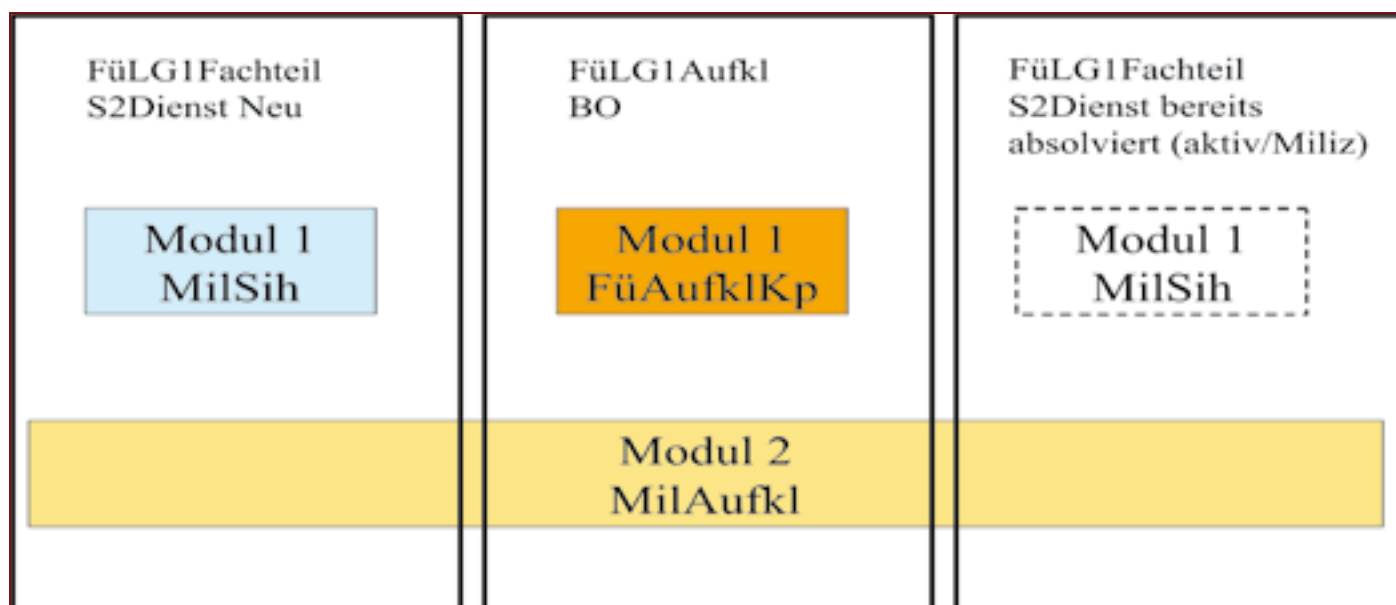 FüLG1Fachteil
S2Dienst Neu
Modul 1
MilSih
FüLG1Aufkl
BO
Modul 1
FüAufklKp
FüLG1Fachteil
S2Dienst bereits
absolviert (aktiv/Miliz)
Modul 1
MilSih
Modul 2
MilAufkl